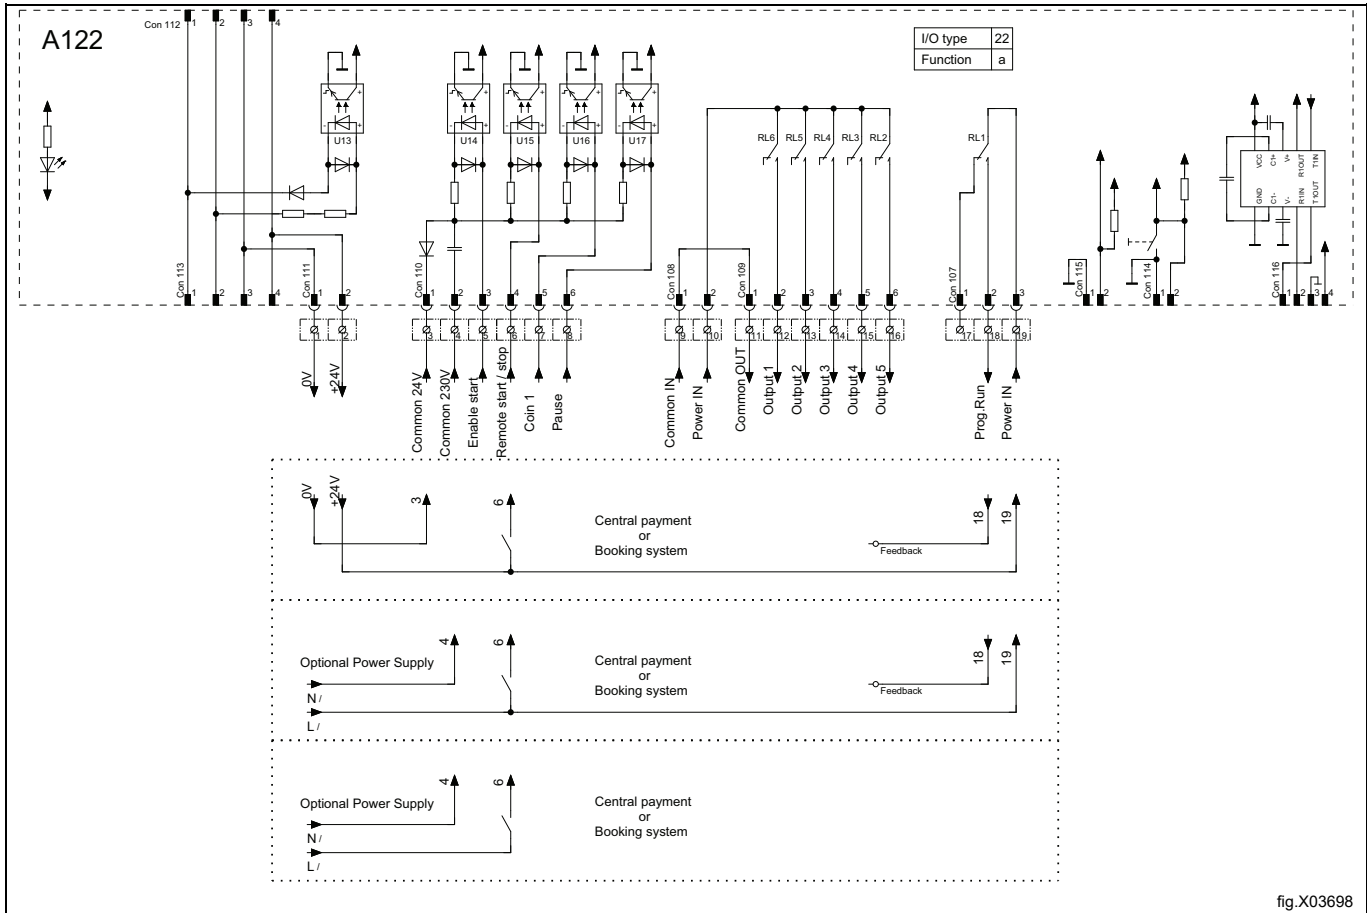 A122
Con 112
1
2
3
4
I/O type 22
Function a
U13
U14
U15
U16
U17
RL6
RL5
RL4
RL3
RL2
RL1
VCC
C1+
V+
R1OUT
T1IN
GND
C1-
V-
R1IN
T1OUT
Con 113
1
2
3
4
Con 111
1
2
Con 110
1
2
3
4
5
6
Con 108
1
2
Con 109
1
2
3
4
5
6
Con 107
1
2
3
Con 115
1
2
Con 114
1
2
Con 116
1
2
3
4
1
2
3
4
5
6
7
8
9
10
11
12
13
14
15
16
17
18
19
0V
+24V
Common 24V
Common 230V
Enable start
Remote start / stop
Coin 1
Pause
Common IN
Power IN
Common OUT
Output 1
Output 2
Output 3
Output 4
Output 5
Prog.Run
Power IN
0V
+24V
3
6
Central payment
or
Booking system
Feedback
18
19
Optional Power Supply
N /
L /
4
6
Central payment
or
Booking system
Feedback
18
19
Optional Power Supply
N /
L /
4
6
Central payment
or
Booking system
fig.X03698